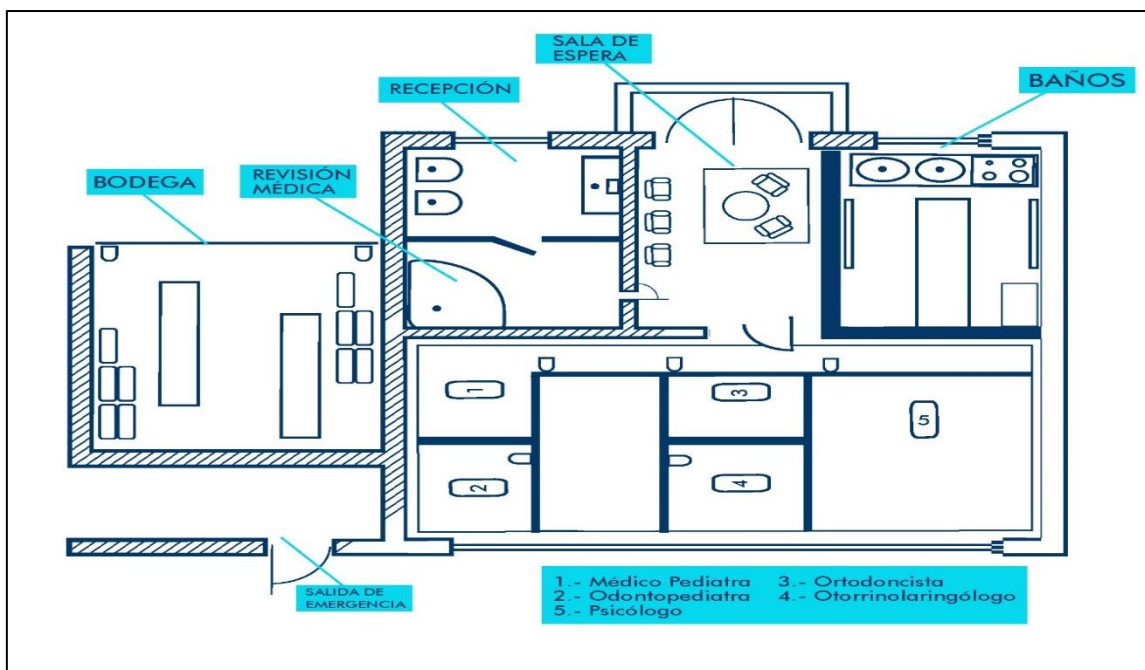 SALA DE
ESPERA
RECEPCIÓN
BAÑOS
BODEGA
REVISIÓN
MÉDICA
1
3
5
2
4
SALIDA DE
EMERGENCIA
1.- Médico Pediatra 3.- Ortodoncista
2.- Odontopediatra 4.- Otorrinolaringólogo
5.- Psicólogo